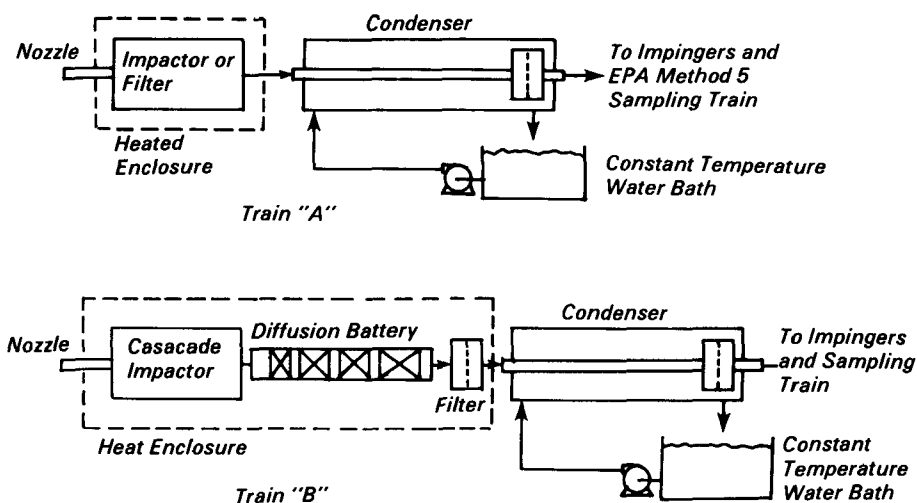 Condenser
Nozzle
Impactor or
Filter
To Impingers and
EPA Method 5
Sampling Train
Heated
Enclosure
Constant Temperature
Water Bath
Train "A"
Diffusion Battery
Condenser
Nozzle
Casacade
Impactor
To Impingers
and Sampling
Train
Filter
Heat Enclosure
Constant
Temperature
Water Bath
Train "B"